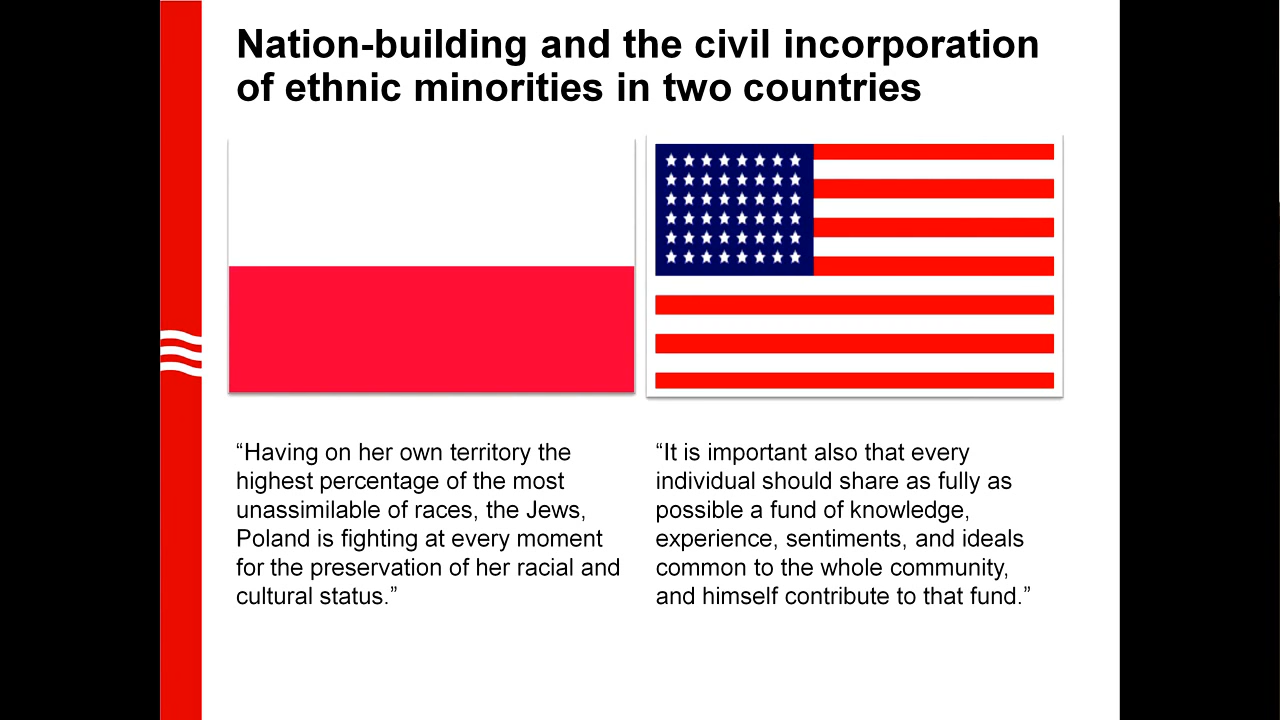 Nation-building and the civil incorporation
of ethnic minorities in two countries
“Having on her own territory the
highest percentage of the most
unassimilable of races, the Jews,
Poland is fighting at every moment
for the preservation of her racial and
cultural status.”
“It is important also that every
individual should share as fully as
possible a fund of knowledge,
experience, sentiments, and ideals
common to the whole community,
and himself contribute to that fund.”